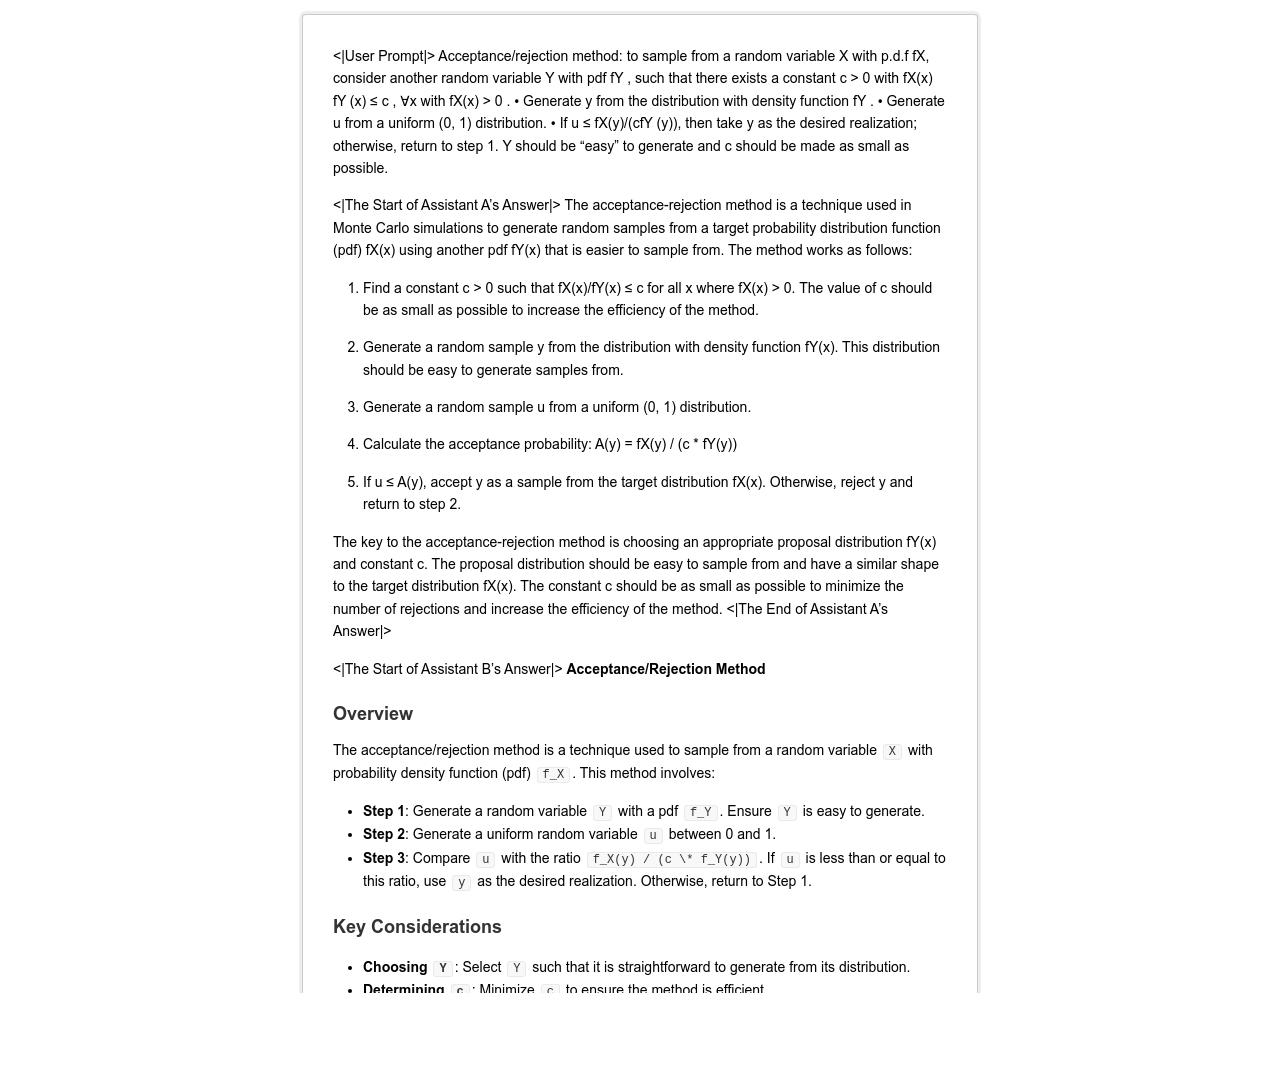 <|User Prompt|> Acceptance/rejection method: to sample from a random variable X with p.d.f fX,
consider another random variable Y with pdf fY , such that there exists a constant c > 0 with fX(x)
fY (x) ≤ c , ∀x with fX(x) > 0 . • Generate y from the distribution with density function fY . • Generate
u from a uniform (0, 1) distribution. • If u ≤ fX(y)/(cfY (y)), then take y as the desired realization;
otherwise, return to step 1. Y should be “easy” to generate and c should be made as small as
possible.
<|The Start of Assistant A’s Answer|> The acceptance-rejection method is a technique used in
Monte Carlo simulations to generate random samples from a target probability distribution function
(pdf) fX(x) using another pdf fY(x) that is easier to sample from. The method works as follows:
1. Find a constant c > 0 such that fX(x)/fY(x) ≤ c for all x where fX(x) > 0. The value of c should
be as small as possible to increase the efficiency of the method.
2. Generate a random sample y from the distribution with density function fY(x). This distribution
should be easy to generate samples from.
3. Generate a random sample u from a uniform (0, 1) distribution.
4. Calculate the acceptance probability: A(y) = fX(y) / (c * fY(y))
5. If u ≤ A(y), accept y as a sample from the target distribution fX(x). Otherwise, reject y and
return to step 2.
The key to the acceptance-rejection method is choosing an appropriate proposal distribution fY(x)
and constant c. The proposal distribution should be easy to sample from and have a similar shape
to the target distribution fX(x). The constant c should be as small as possible to minimize the
number of rejections and increase the efficiency of the method. <|The End of Assistant A’s
Answer|>
<|The Start of Assistant B’s Answer|> Acceptance/Rejection Method
Overview
The acceptance/rejection method is a technique used to sample from a random variable X with
probability density function (pdf) f_X. This method involves:
• Step 1: Generate a random variable Y with a pdf f_Y. Ensure Y is easy to generate.
• Step 2: Generate a uniform random variable u between 0 and 1.
• Step 3: Compare u with the ratio f_X(y) / (c \* f_Y(y)). If u is less than or equal to
this ratio, use y as the desired realization. Otherwise, return to Step 1.
Key Considerations
• Choosing Y: Select Y such that it is straightforward to generate from its distribution.
• Determining c: Minimize c to ensure the method is efficient